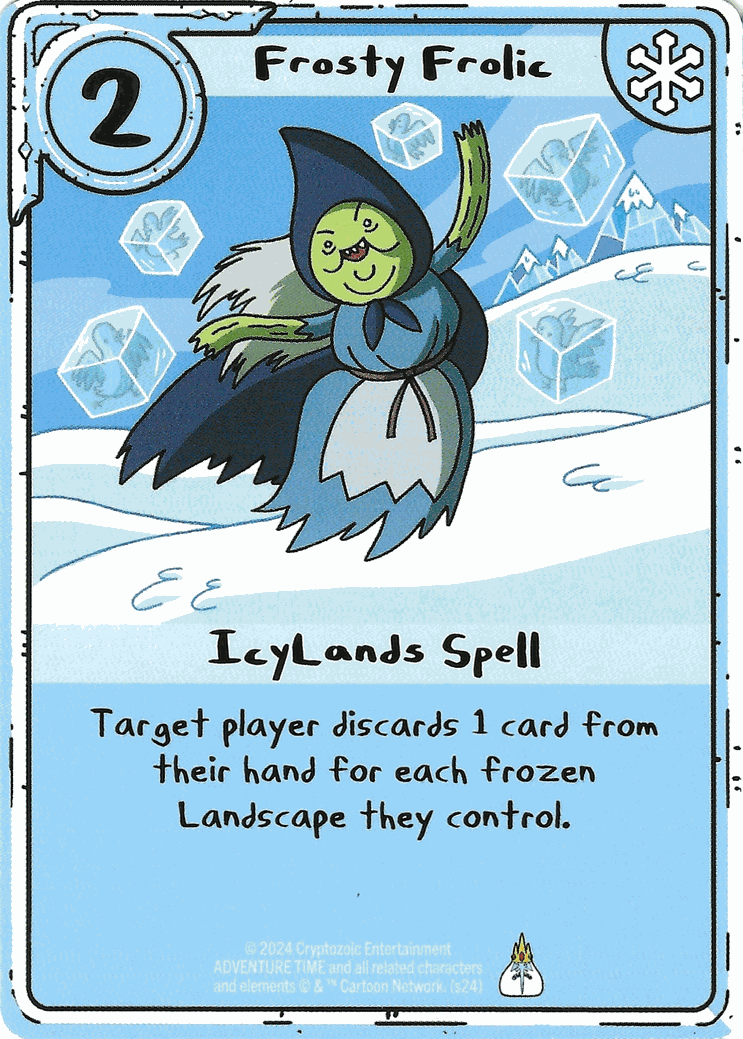 2
Frosty Frolic
IcyLands Spell
Target player discards 1 card from
their hand for each frozen
Landscape they control.
© 2024 Cryptozoic Entertainment
ADVENTURE TIME and all related characters
and elements © & ™ Cartoon Network. (s24)